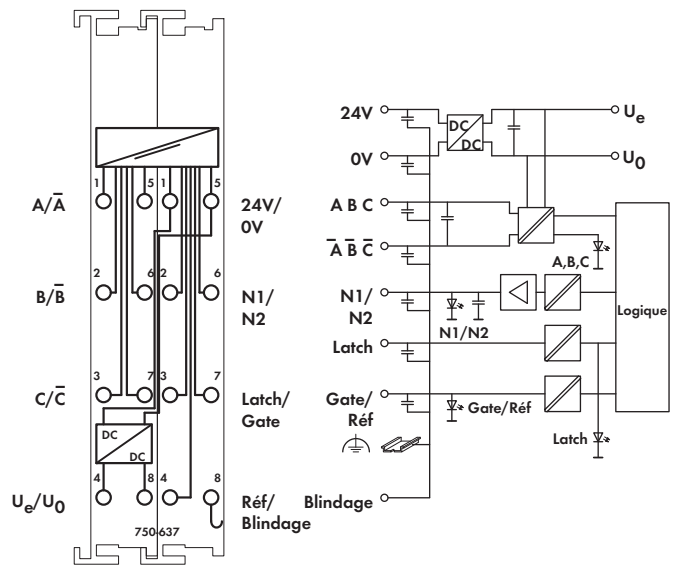 1 5 1 5
A/A̅
24V/
0V
2 6 2 6
B/B̅
N1/
N2
3 7 3 7
C/C̅
Latch/
Gate
DC
DC
4 8 4 8
Ue/U0
Réf/
Blindage
750-637
24V
DC
DC
Ue
0V
U0
A B C
A̅ B̅ C̅
A,B,C
N1/
N2
N1/N2
Logique
Latch
Gate/
Réf
Gate/Réf
Latch
Blindage